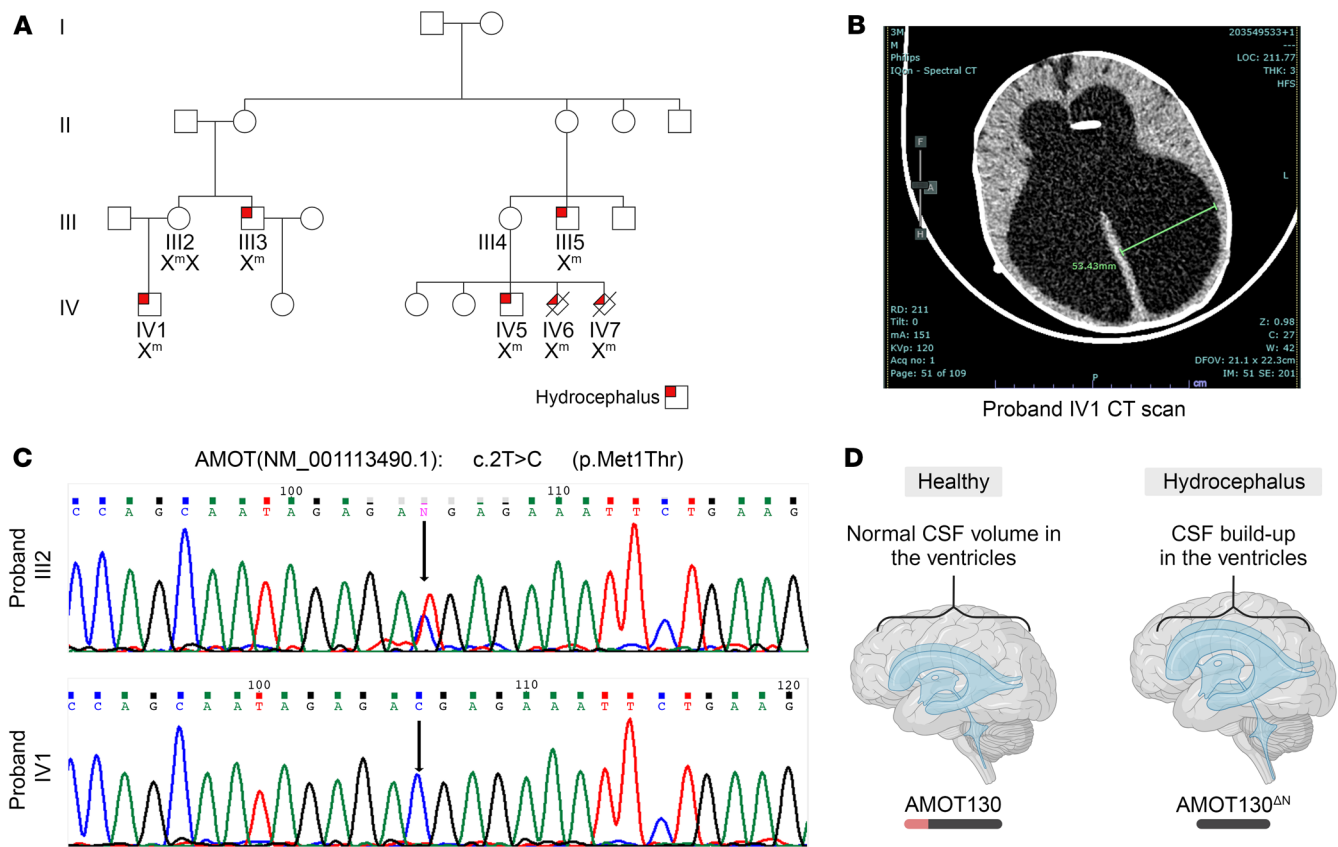 A
I
II
III
III2
III3
III4
III5
XᵐX
Xᵐ
Xᵐ
IV
IV1
IV5
IV6
IV7
Xᵐ
Xᵐ
Xᵐ
Xᵐ
Hydrocephalus
B
3M
M
Philips
IQon - Spectral CT
203549533+1
---
LOC: 211.77
THK: 3
HFS
F
A
H
L
53.43mm
RD: 211
Tilt: 0
mA: 151
KVp: 120
Acq no: 1
Page: 51 of 109
P
cm
Z: 0.98
C: 27
W: 42
DFOV: 21.1 x 22.3cm
IM: 51 SE: 201
Proband IV1 CT scan
C
AMOT(NM_001113490.1): c.2T>C (p.Met1Thr)
Proband III2
100 110
C C A G C A A T A G A G A N G A G A A A T T C T G A A G
Proband IV1
100 110 120
C C A G C A A T A G A G A C G A G A A A T T C T G A A G
D
Healthy
Normal CSF volume in
the ventricles
AMOT130
Hydrocephalus
CSF build-up
in the ventricles
AMOT130ΔN